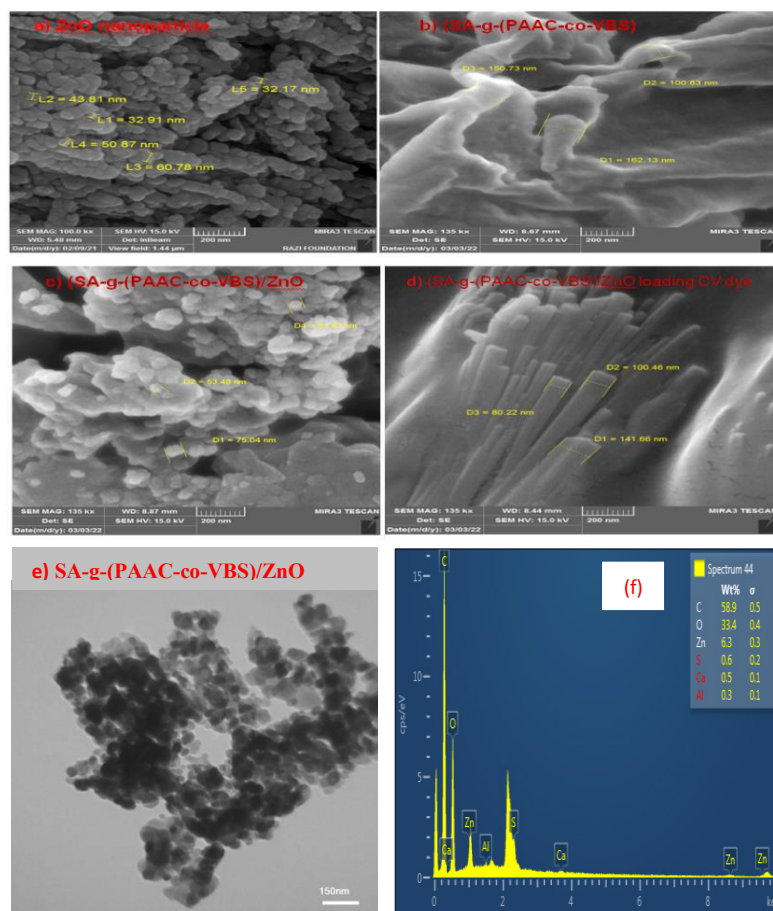 a) ZnO nanoparticle
L5 = 32.17 nm
L2 = 43.81 nm
L1 = 32.91 nm
L4 = 50.87 nm
L3 = 60.78 nm
SEM MAG: 100.0 kx
SEM HV: 15.0 kV
MIRA3 TESCAN
WD: 5.48 mm
Det: InBeam
200 nm
Date(m/d/y): 02/09/21
View field: 1.44 µm
RAZI FOUNDATION
b) (SA-g-(PAAC-co-VBS)
D3 = 150.73 nm
D2 = 100.83 nm
D1 = 162.13 nm
SEM MAG: 135 kx
WD: 8.67 mm
MIRA3 TESCAN
Det: SE
SEM HV: 15.0 kV
200 nm
Date(m/d/y): 03/03/22
c) (SA-g-(PAAC-co-VBS)/ZnO
D2 = 53.48 nm
D1 = 75.04 nm
SEM MAG: 135 kx
WD: 8.87 mm
MIRA3 TESCAN
Det: SE
SEM HV: 15.0 kV
200 nm
Date(m/d/y): 03/03/22
d) (SA-g-(PAAC-co-VBS)/ZnO loading CV dye
D2 = 100.46 nm
D3 = 80.22 nm
D1 = 141.66 nm
SEM MAG: 135 kx
WD: 8.44 mm
MIRA3 TESCAN
Det: SE
SEM HV: 15.0 kV
200 nm
Date(m/d/y): 03/03/22
e) SA-g-(PAAC-co-VBS)/ZnO
150nm
(f)
Spectrum 44
Wt% σ
C 58.9 0.5
O 33.4 0.4
Zn 6.3 0.3
S 0.6 0.2
Ca 0.5 0.1
Al 0.3 0.1
cps/eV
15
10
5
0
C
O
Ca
Zn
Al
S
Ca
Zn
Zn
0 2 4 6 8